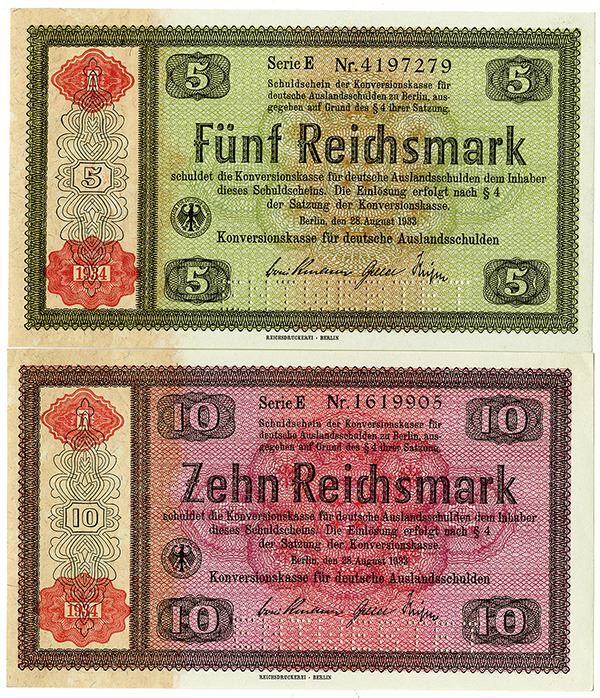 5 Serie E Nr. 4197279 5
Schuldschein der Konversionskasse für
deutsche Auslandsschulden zu Berlin, aus-
gegeben auf Grund des § 4 ihrer Satzung.
Fünf Reichsmark
schuldet die Konversionskasse für deutsche Auslandsschulden dem Inhaber
dieses Schuldscheins. Die Einlösung erfolgt nach § 4
der Satzung der Konversionskasse.
Berlin, den 28. August 1933
Konversionskasse für deutsche Auslandsschulden
5
1934
5 5
REICHSDRUCKEREI · BERLIN
10 Serie E Nr. 1619905 10
Schuldschein der Konversionskasse für
deutsche Auslandsschulden zu Berlin, aus-
gegeben auf Grund des § 4 ihrer Satzung.
Zehn Reichsmark
schuldet die Konversionskasse für deutsche Auslandsschulden dem Inhaber
dieses Schuldscheins. Die Einlösung erfolgt nach § 4
der Satzung der Konversionskasse.
Berlin, den 28. August 1933
Konversionskasse für deutsche Auslandsschulden
10
1934
10 10
REICHSDRUCKEREI · BERLIN